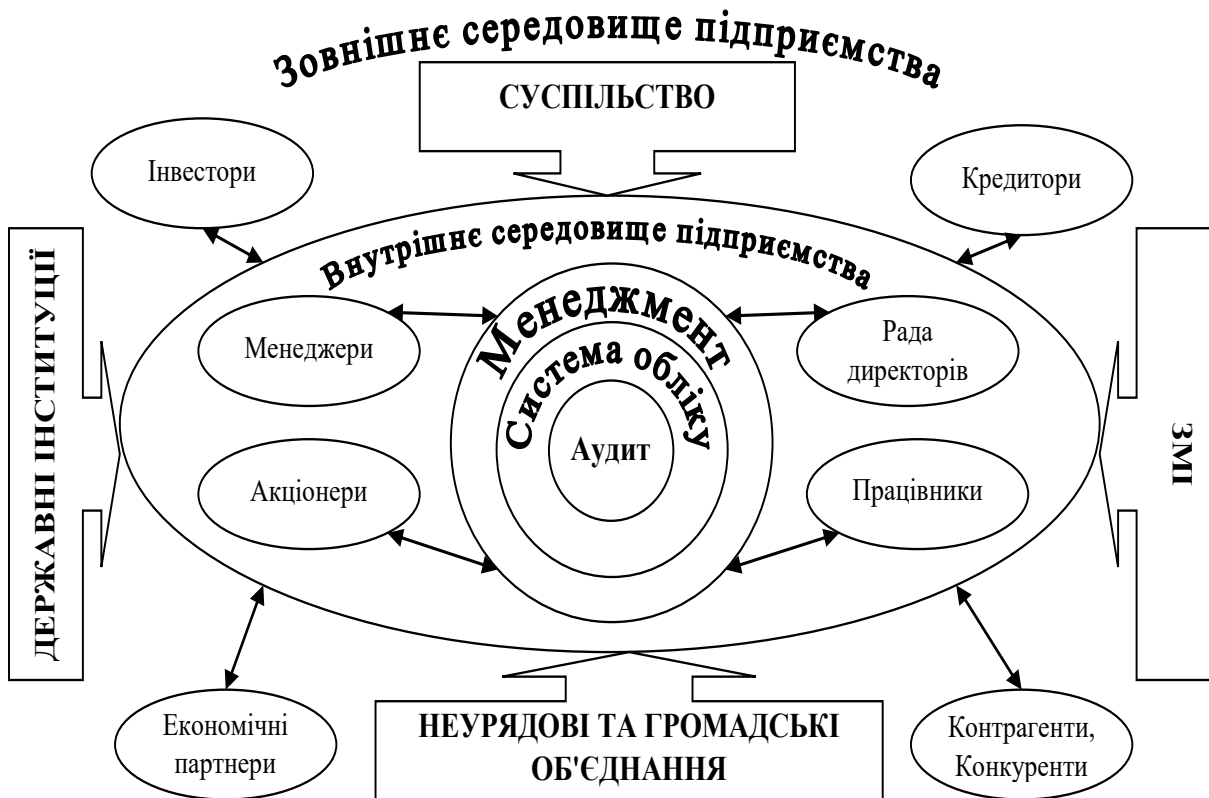 Зовнішнє середовище підприємства
СУСПІЛЬСТВО
Інвестори
Кредитори
Внутрішнє середовище підприємства
ДЕРЖАВНІ ІНСТИТУЦІЇ
ЗМІ
Менеджмент
Менеджери
Рада
директорів
Система обліку
Аудит
Акціонери
Працівники
Економічні
партнери
НЕУРЯДОВІ ТА ГРОМАДСЬКІ
ОБ'ЄДНАННЯ
Контрагенти,
Конкуренти